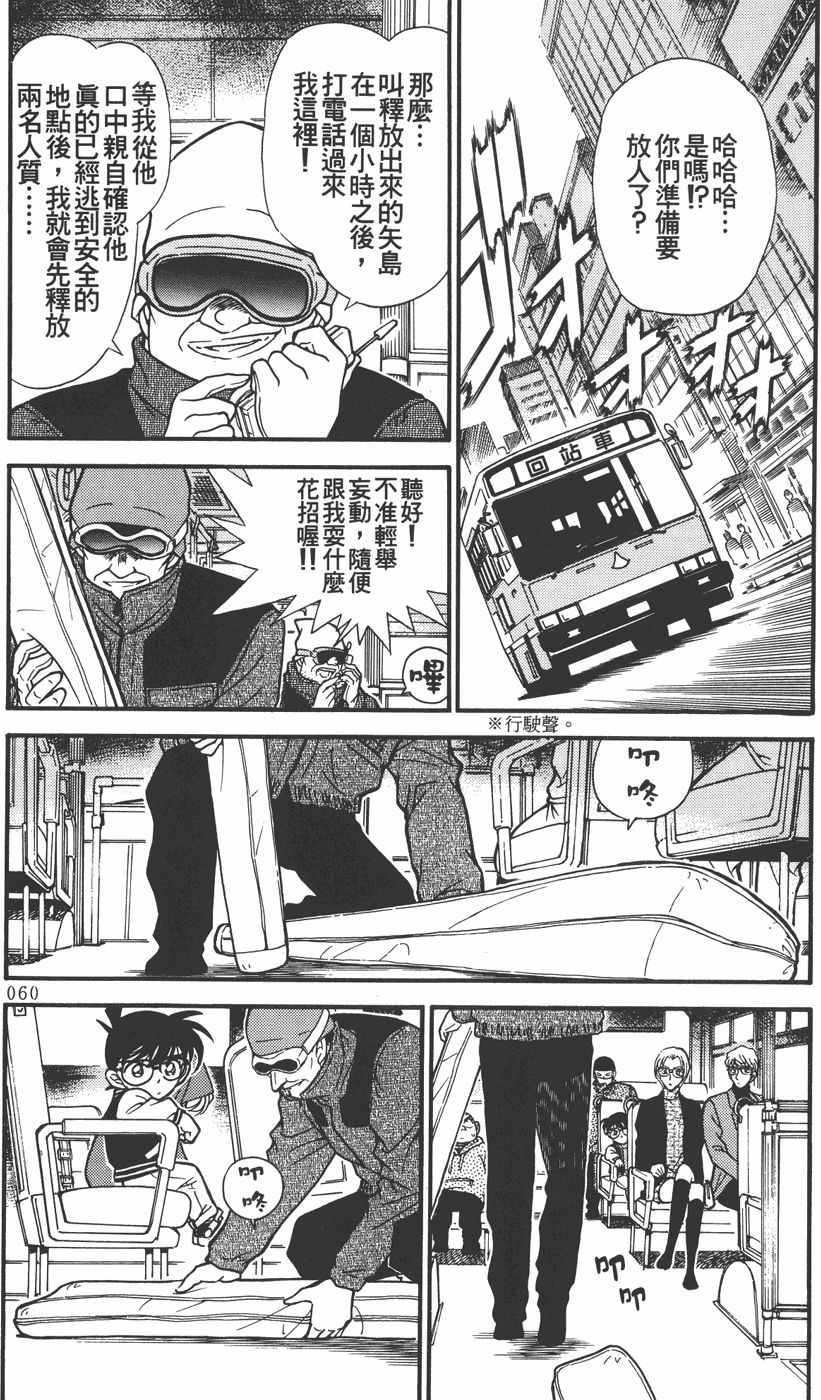 哈哈哈…
是嗎!?
你們準備要
放人了?
回站車
※行駛聲。
那麼…
叫釋放出來的矢島
在一個小時之後，
打電話過來
我這裡!
等我從他
口中親自確認他
真的已經逃到安全的
地點後，我就會先釋放
兩名人質……
聽好!
不准輕舉
妄動，隨便
跟我耍什麼
花招喔!!
嗶
叩
咚
060
叩
叩
叩
咚